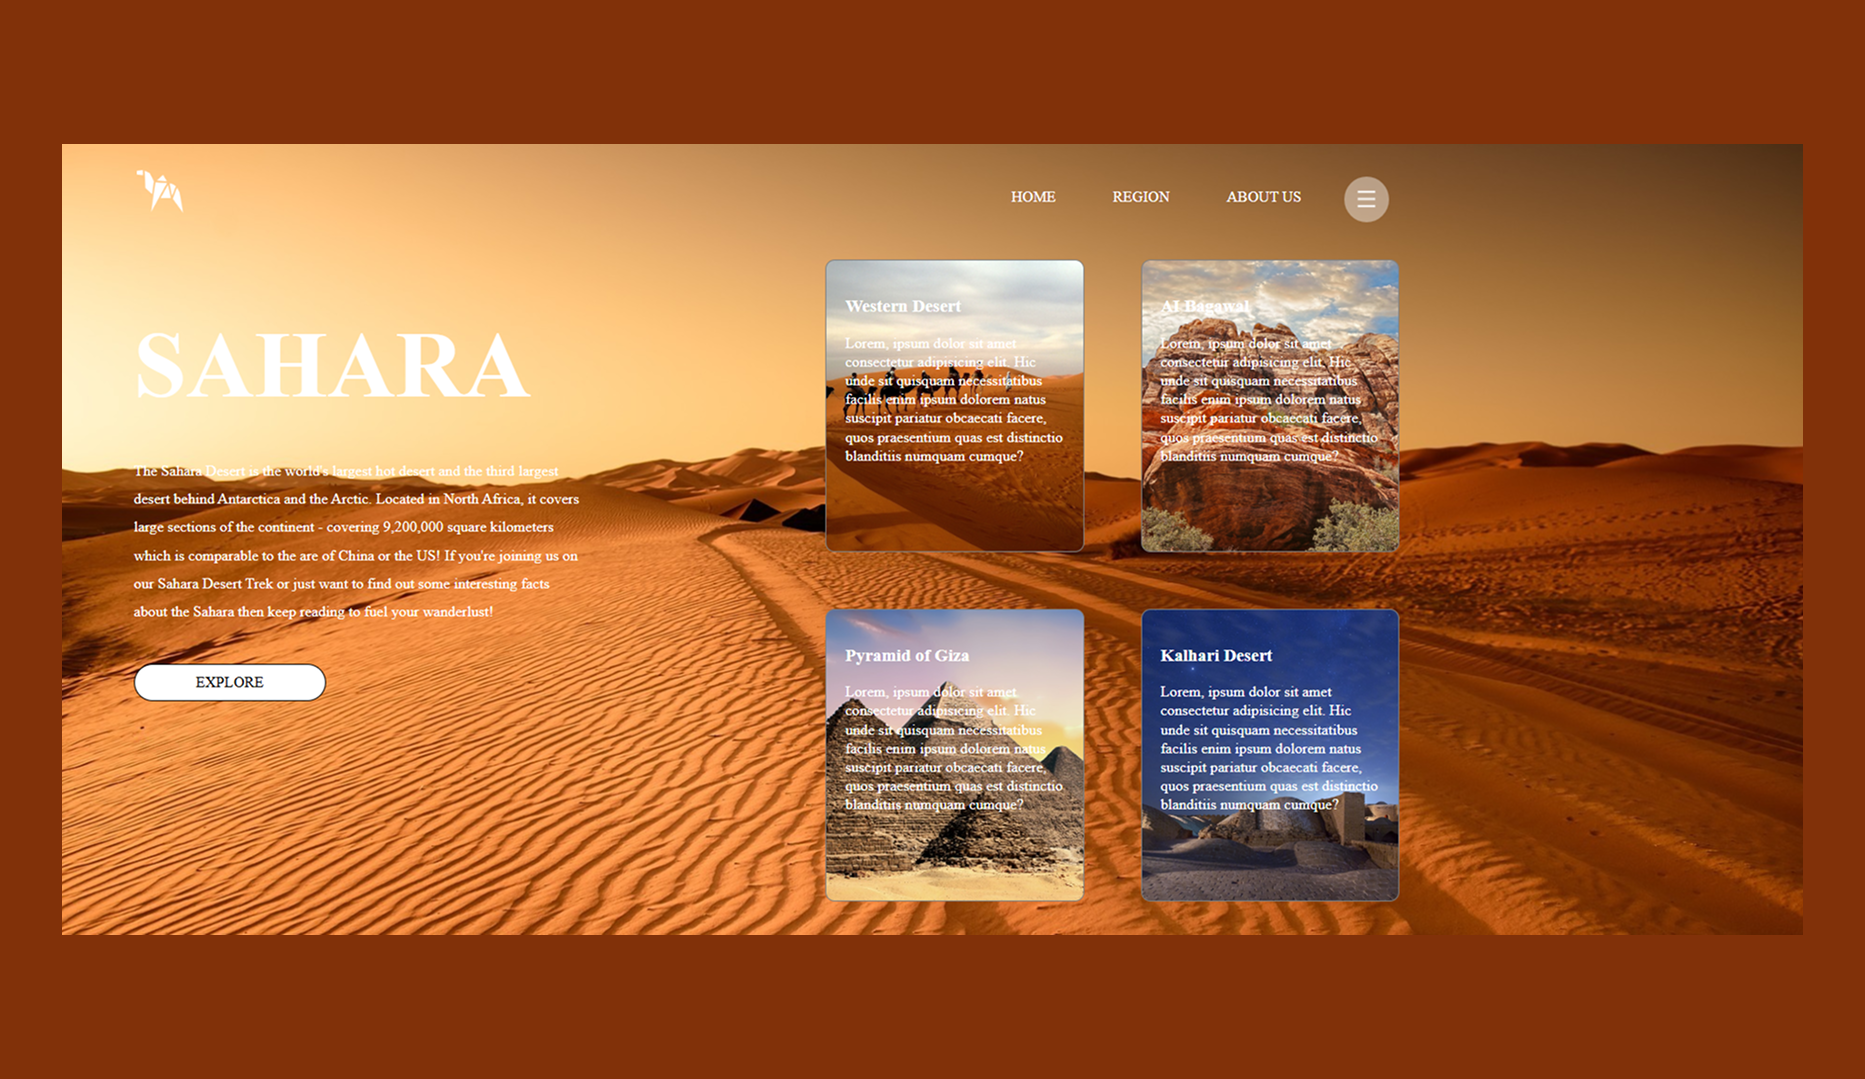 HOME REGION ABOUT US
SAHARA
The Sahara Desert is the world's largest hot desert and the third largest
desert behind Antarctica and the Arctic. Located in North Africa, it covers
large sections of the continent - covering 9,200,000 square kilometers
which is comparable to the are of China or the US! If you're joining us on
our Sahara Desert Trek or just want to find out some interesting facts
about the Sahara then keep reading to fuel your wanderlust!
EXPLORE
Western Desert
Lorem, ipsum dolor sit amet
consectetur adipisicing elit. Hic
unde sit quisquam necessitatibus
facilis enim ipsum dolorem natus
suscipit pariatur obcaecati facere,
quos praesentium quas est distinctio
blanditiis numquam cumque?
AI Bagawal
Lorem, ipsum dolor sit amet
consectetur adipisicing elit. Hic
unde sit quisquam necessitatibus
facilis enim ipsum dolorem natus
suscipit pariatur obcaecati facere,
quos praesentium quas est distinctio
blanditiis numquam cumque?
Pyramid of Giza
Lorem, ipsum dolor sit amet
consectetur adipisicing elit. Hic
unde sit quisquam necessitatibus
facilis enim ipsum dolorem natus
suscipit pariatur obcaecati facere,
quos praesentium quas est distinctio
blanditiis numquam cumque?
Kalhari Desert
Lorem, ipsum dolor sit amet
consectetur adipisicing elit. Hic
unde sit quisquam necessitatibus
facilis enim ipsum dolorem natus
suscipit pariatur obcaecati facere,
quos praesentium quas est distinctio
blanditiis numquam cumque?